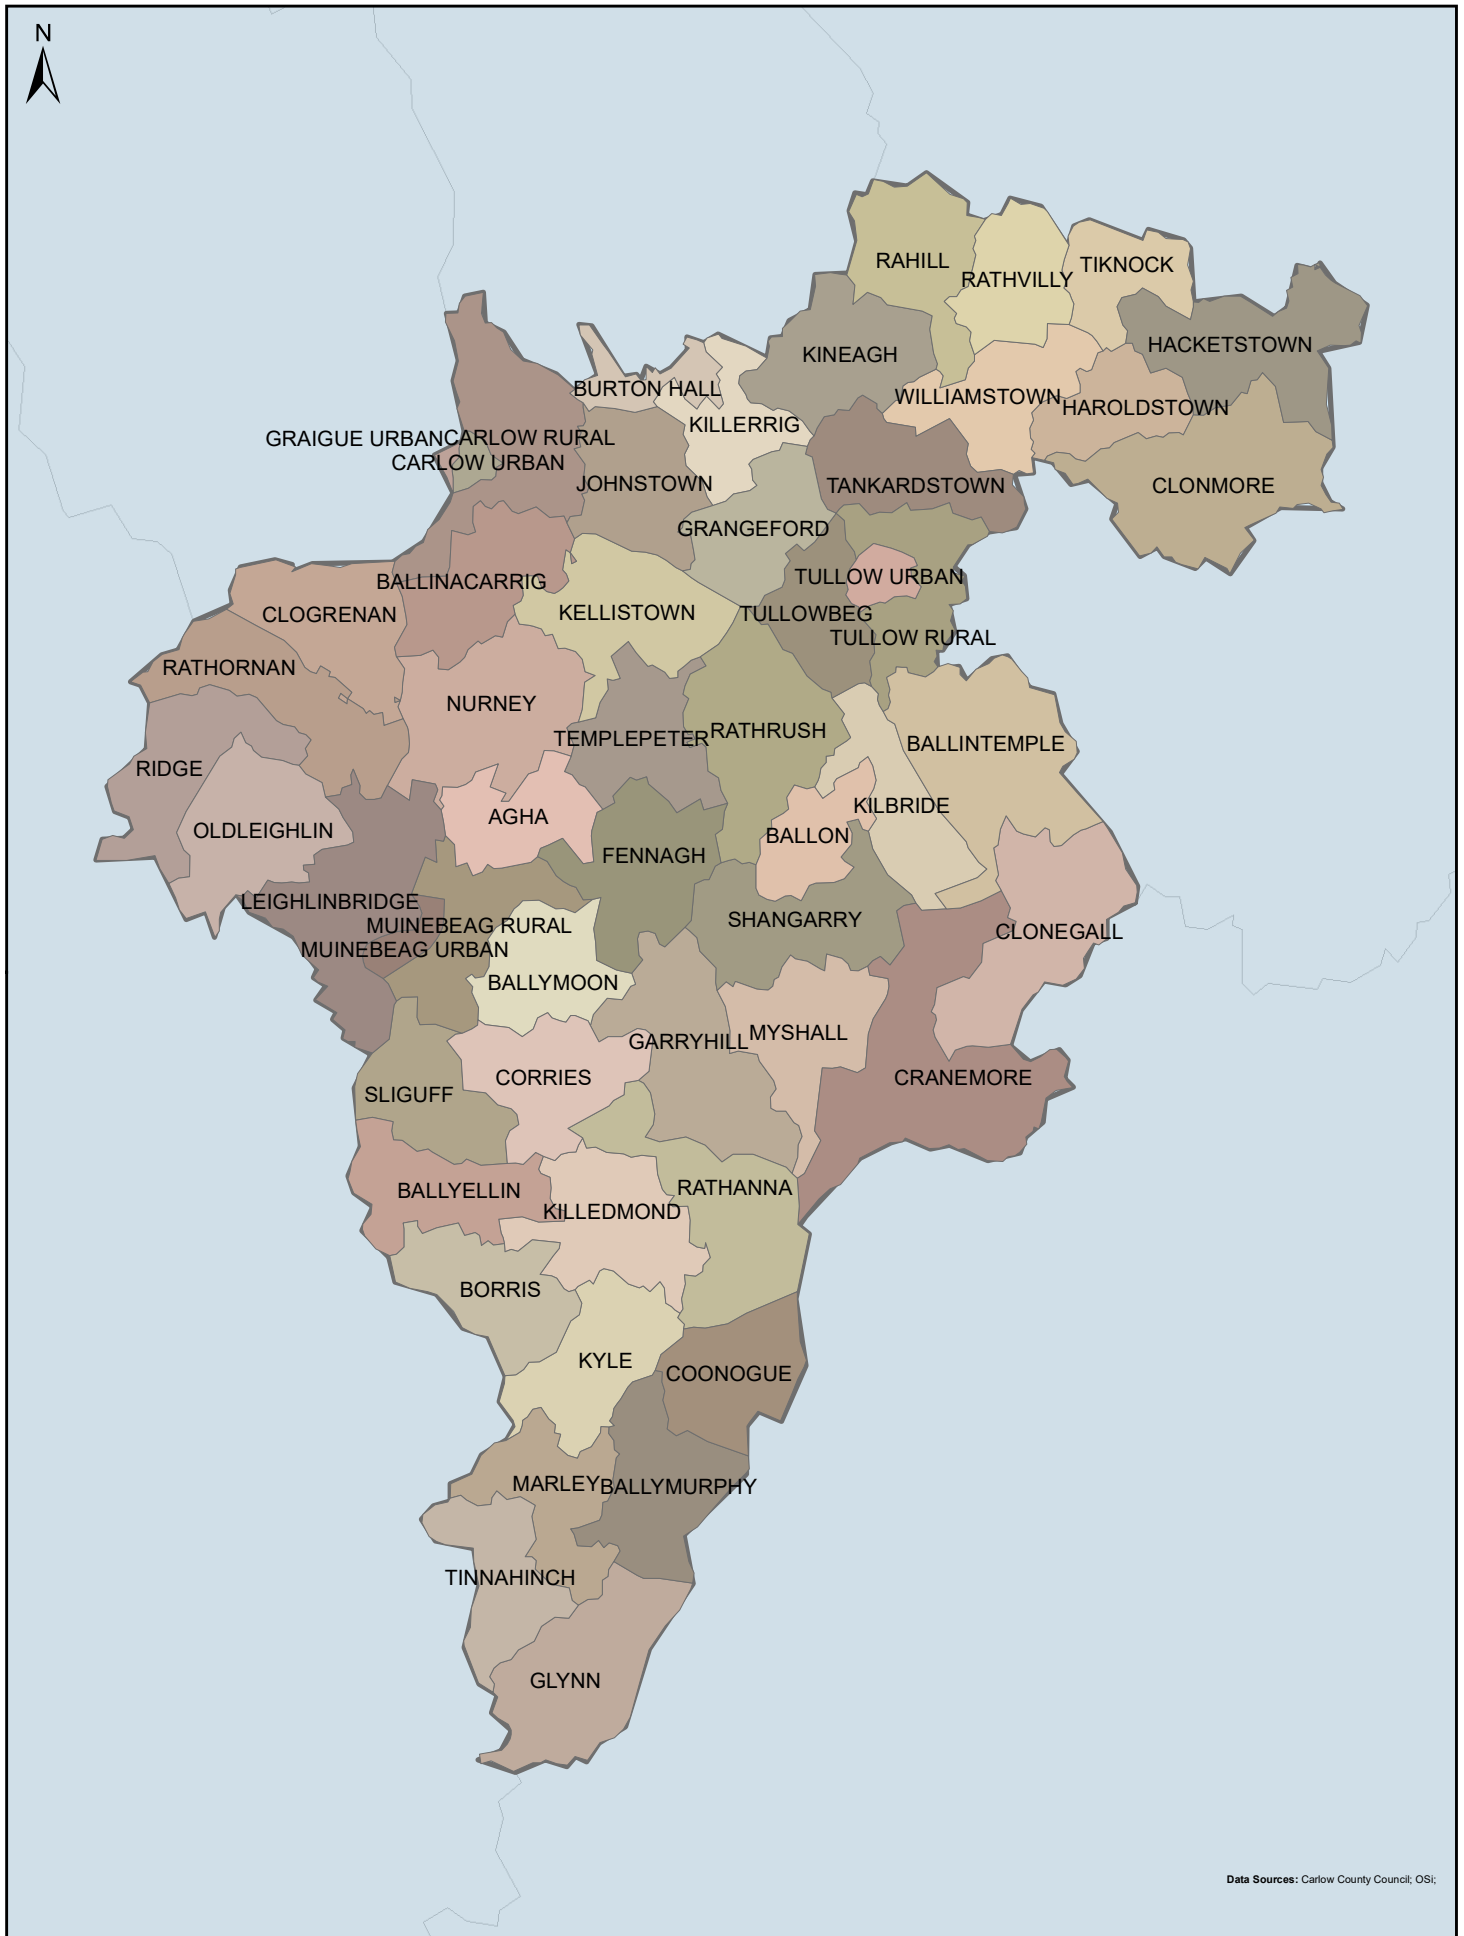 N
RAHILL
RATHVILLY
TIKNOCK
HACKETSTOWN
KINEAGH
BURTON HALL
WILLIAMSTOWN
HAROLDSTOWN
KILLERRIG
GRAIGUE URBAN
CARLOW RURAL
CARLOW URBAN
JOHNSTOWN
TANKARDSTOWN
CLONMORE
GRANGEFORD
BALLINACARRIG
TULLOW URBAN
CLOGRENAN
KELLISTOWN
TULLOWBEG
TULLOW RURAL
RATHORNAN
NURNEY
TEMPLEPETER
RATHRUSH
BALLINTEMPLE
RIDGE
KILBRIDE
AGHA
OLDLEIGHLIN
BALLON
FENNAGH
LEIGHLINBRIDGE
SHANGARRY
MUINEBEAG RURAL
CLONEGALL
MUINEBEAG URBAN
BALLYMOON
MYSHALL
GARRYHILL
CORRIES
CRANEMORE
SLIGUFF
RATHANNA
BALLYELLIN
KILLEDMOND
BORRIS
KYLE
COONOGUE
MARLEY
BALLYMURPHY
TINNAHINCH
GLYNN
Data Sources: Carlow County Council; OSi;